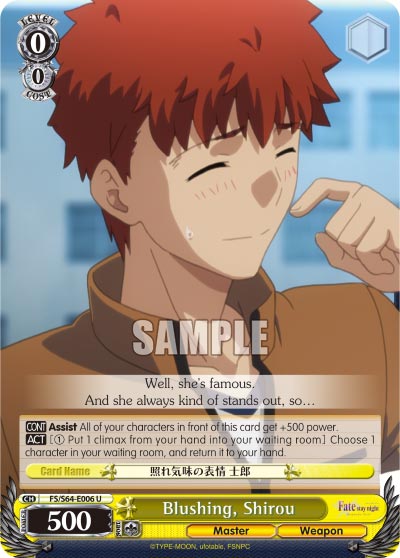 LEVEL
0
0
COST
SAMPLE
Well, she's famous.
And she always kind of stands out, so…
CONT Assist All of your characters in front of this card get +500 power.
ACT [① Put 1 climax from your hand into your waiting room] Choose 1
character in your waiting room, and return it to your hand.
Card Name 照れ気味の表情 士郎
CH FS/S64-E006 U
POWER 500 SOUL
Blushing, Shirou
Master Weapon
Fate stay night
©TYPE-MOON, ufotable, FSNPC